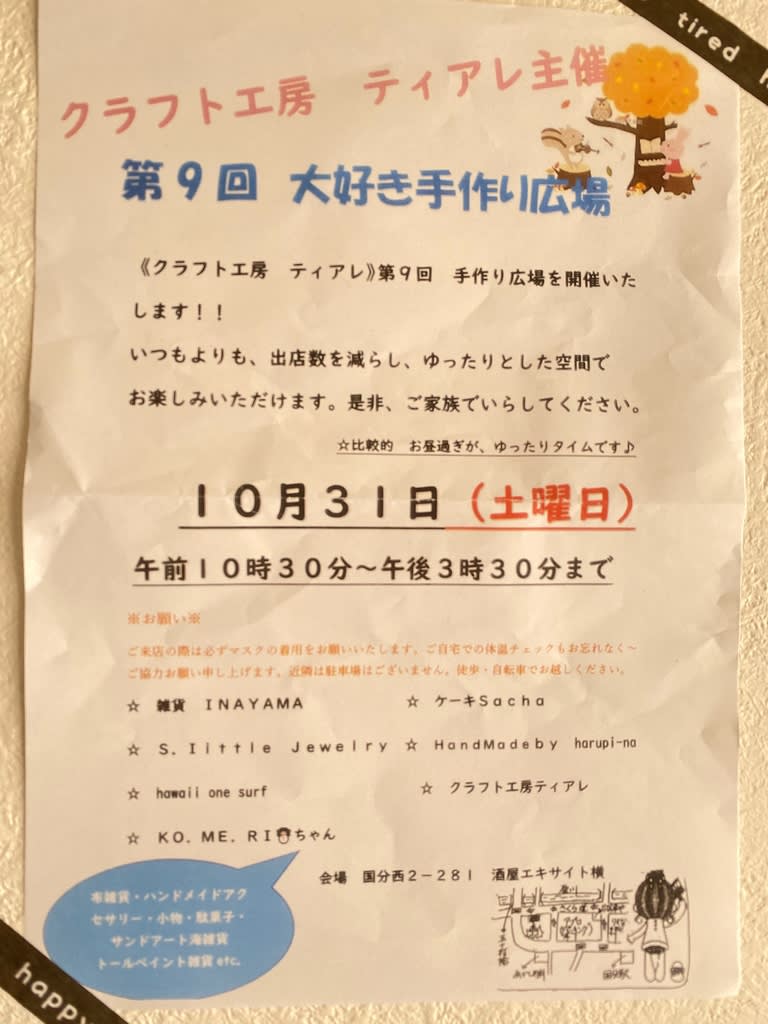 tired
クラフト工房 ティアレ主催
第9回 大好き手作り広場
《クラフト工房 ティアレ》第9回 手作り広場を開催いた
します!!
いつもよりも、出店数を減らし、ゆったりとした空間で
お楽しみいただけます。是非、ご家族でいらしてください。
☆比較的 お昼過ぎが、ゆったりタイムです♪
10月31日(土曜日)
午前10時30分~午後3時30分まで
※お願い※
ご来店の際は必ずマスクの着用をお願いいたします。ご自宅での体温チェックもお忘れなく~
ご協力お願い申し上げます。近隣は駐車場はございません。徒歩・自転車でお越しください。
☆ 雑貨 INAYAMA
☆ ケーキSacha
☆ S. Iittle Jewelry
☆ HandMadeby harupi-na
☆ hawaii one surf
☆ クラフト工房ティアレ
☆ KO. ME. RIちゃん
会場 国分西2-281 酒屋エキサイト横
布雑貨・ハンドメイドアク
セサリー・小物・駄菓子・
サンドアート海雑貨
トールペイント雑貨etc.
happy